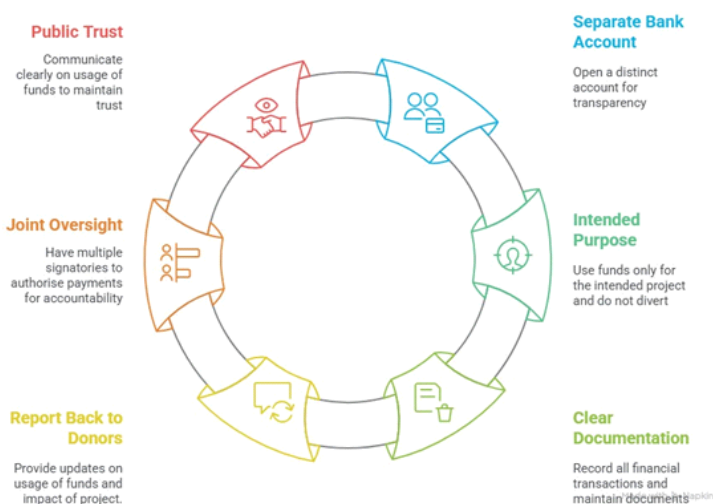 Public Trust
Communicate
clearly on usage of
funds to maintain
trust
Separate Bank
Account
Open a distinct
account for
transparency
Joint Oversight
Have multiple
signatories to
authorise payments
for accountability
Intended
Purpose
Use funds only for
the intended project
and do not divert
Report Back to
Donors
Provide updates on
usage of funds and
impact of project.
Clear
Documentation
Record all financial
transactions and
maintain documents
Napkin